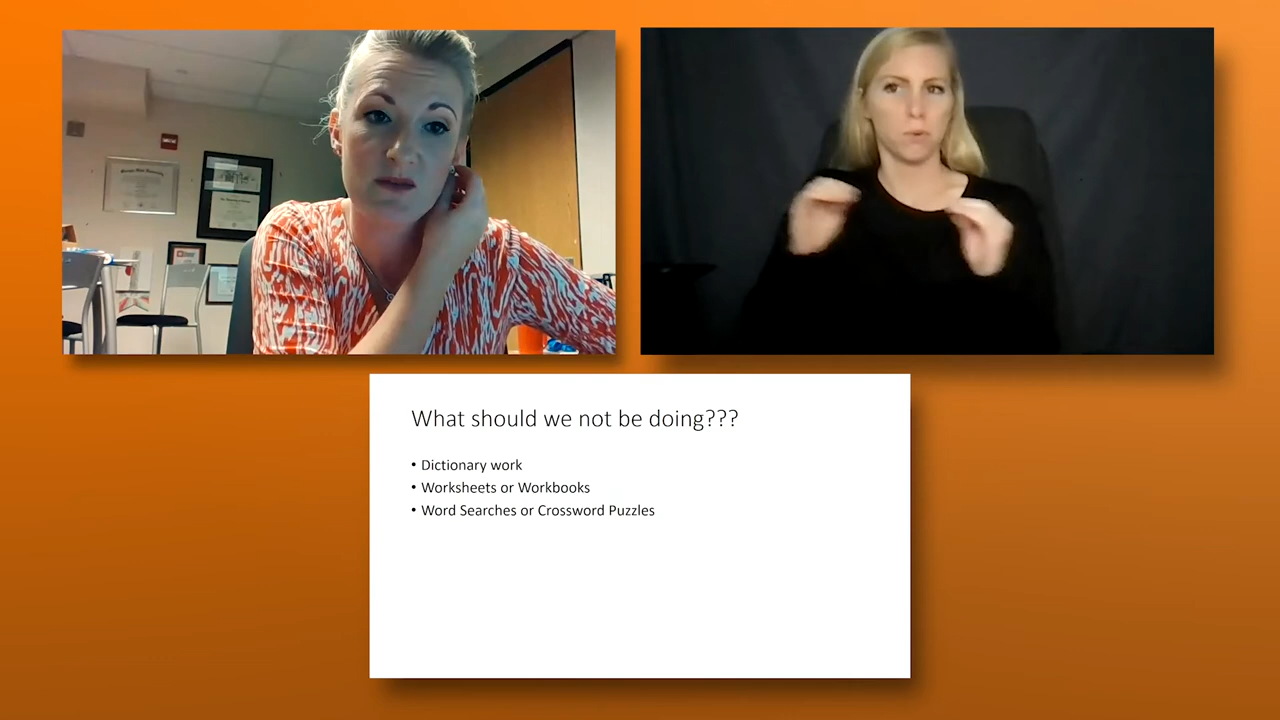 What should we not be doing???
• Dictionary work
• Worksheets or Workbooks
• Word Searches or Crossword Puzzles